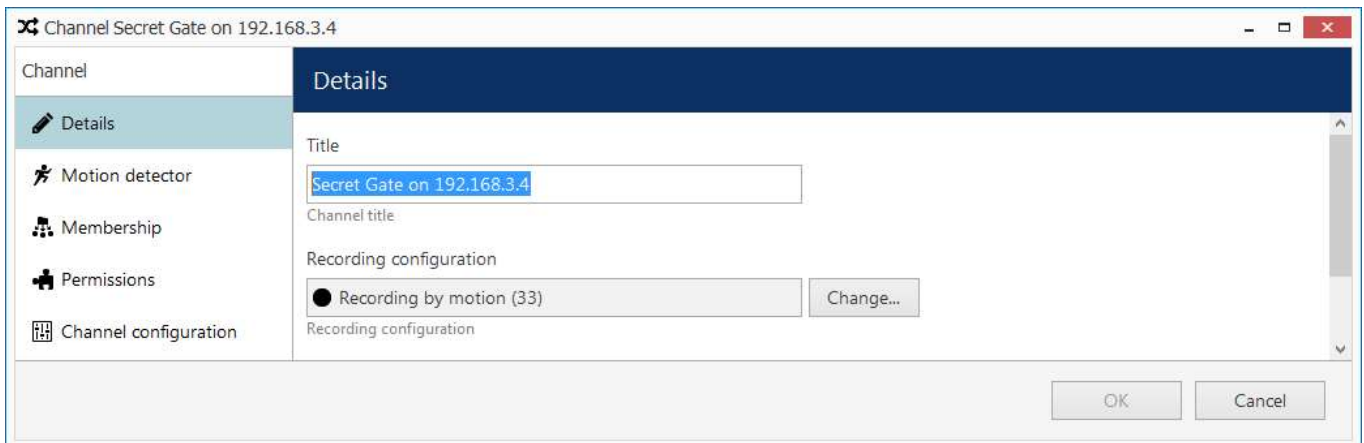 Channel Secret Gate on 192.168.3.4
Channel
Details
Motion detector
Membership
Permissions
Channel configuration
Details
Title
Secret Gate on 192.168.3.4
Channel title
Recording configuration
Recording by motion (33)
Change...
Recording configuration
OK
Cancel